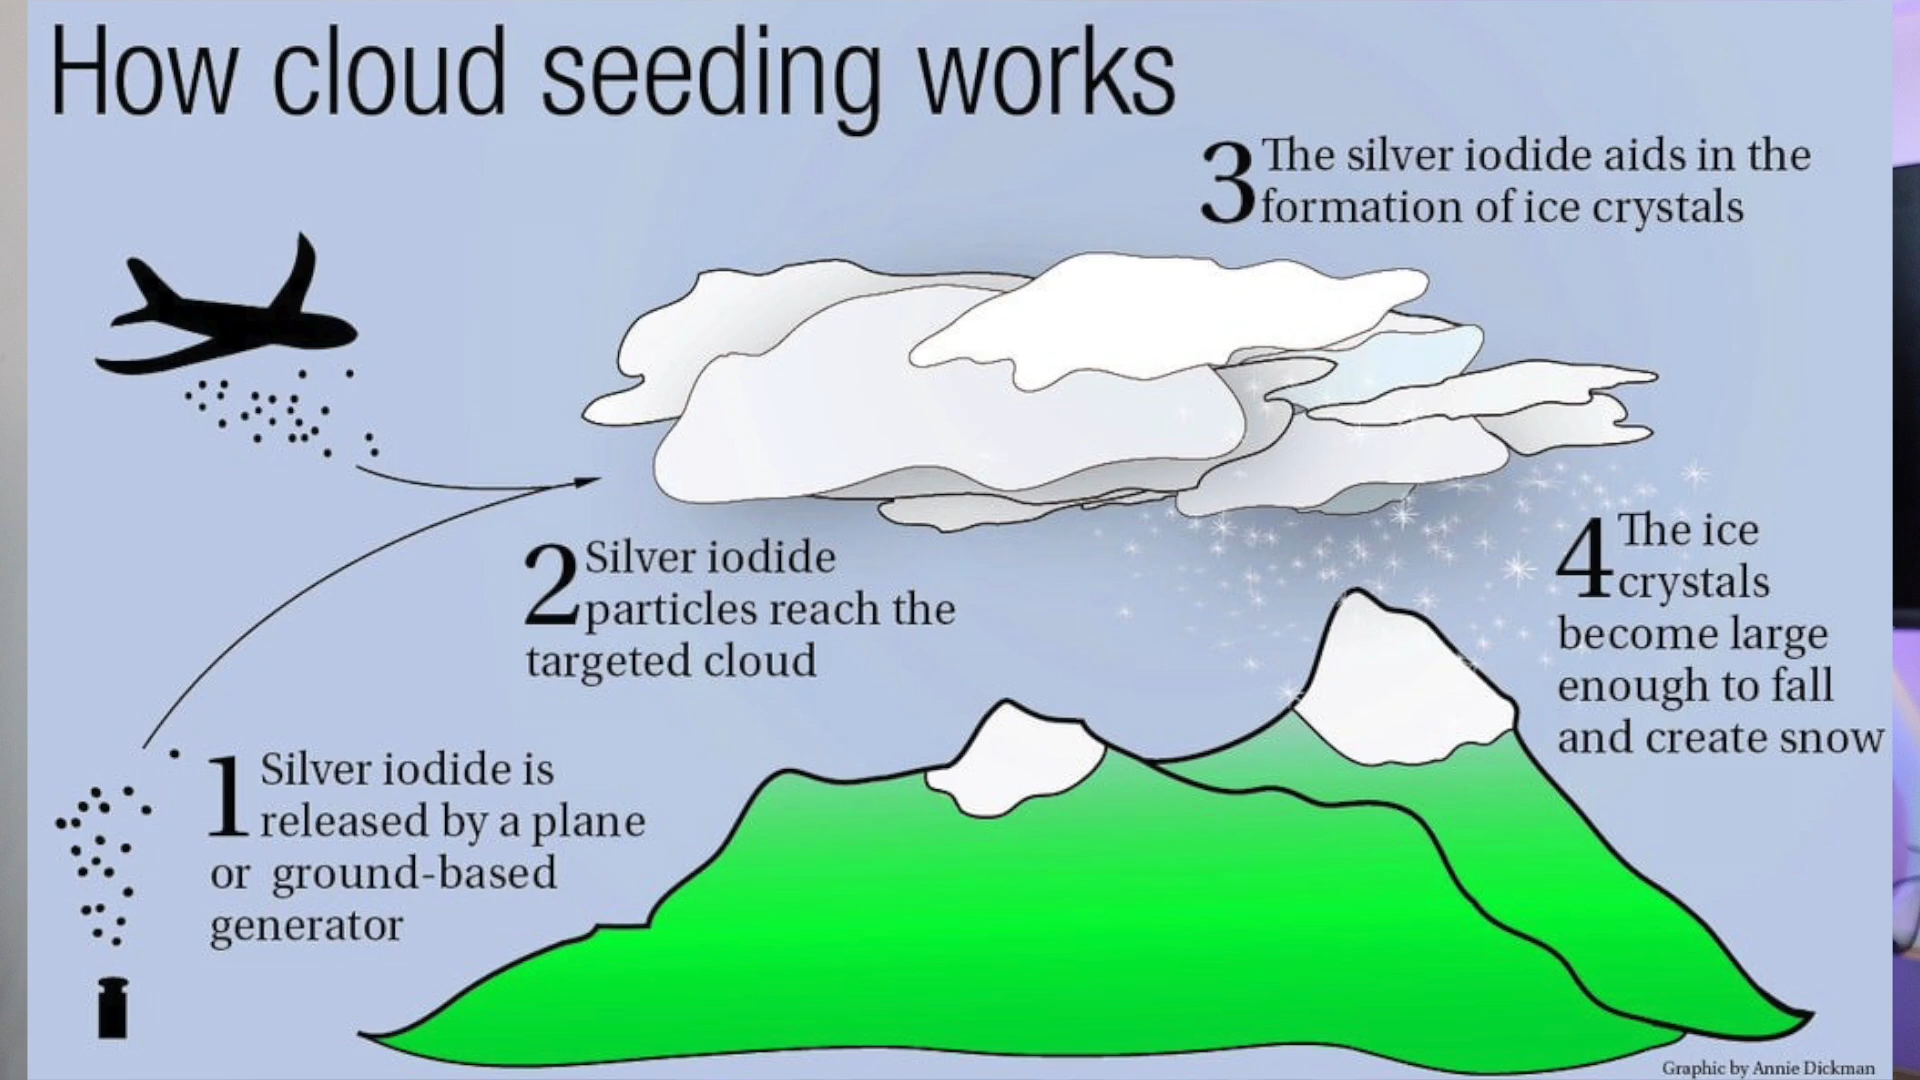 How cloud seeding works
1 Silver iodide is
released by a plane
or ground-based
generator
2 Silver iodide
particles reach the
targeted cloud
3 The silver iodide aids in the
formation of ice crystals
4 The ice
crystals
become large
enough to fall
and create snow
Graphic by Annie Dickman